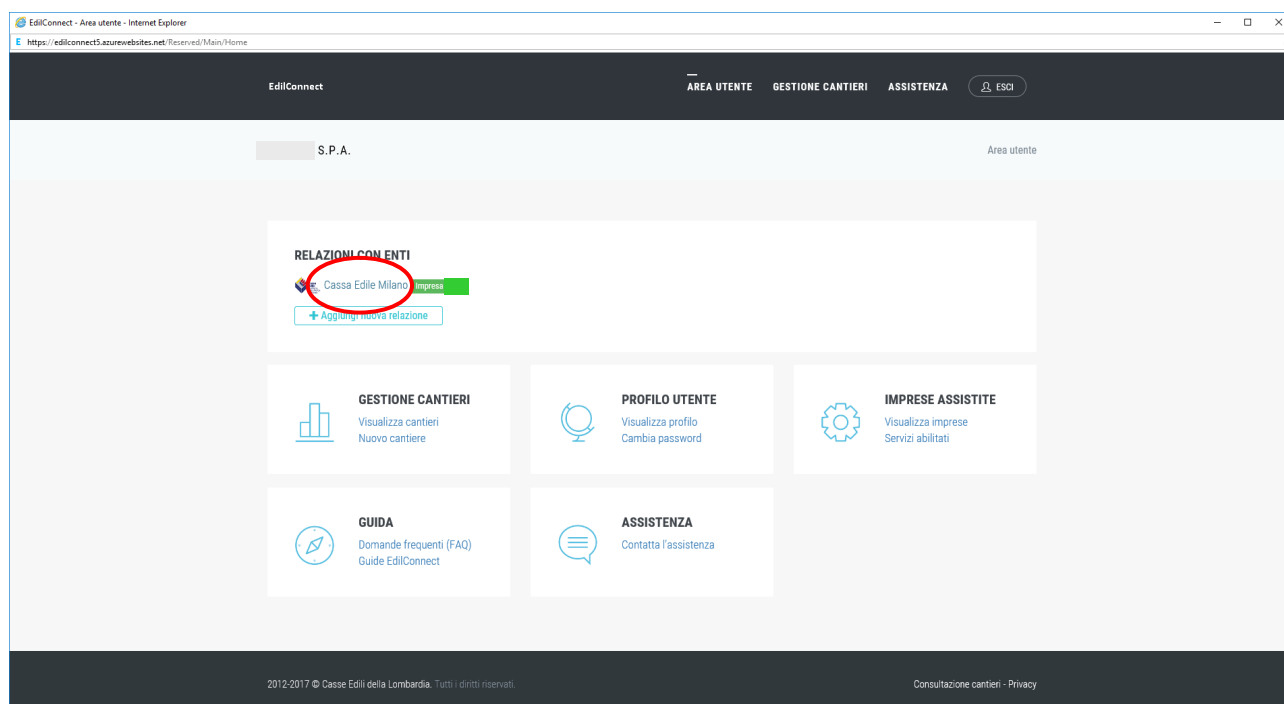 EdilConnect - Area utente - Internet Explorer
https://edilconnect5.azurewebsites.net/Reserved/Main/Home
EdilConnect
AREA UTENTE GESTIONE CANTIERI ASSISTENZA ESCI
S.P.A.
Area utente
RELAZIONI CON ENTI
Cassa Edile Milano Impresa
Aggiungi nuova relazione
GESTIONE CANTIERI
Visualizza cantieri
Nuovo cantiere
PROFILO UTENTE
Visualizza profilo
Cambia password
IMPRESE ASSISTITE
Visualizza imprese
Servizi abilitati
GUIDA
Domande frequenti (FAQ)
Guide EdilConnect
ASSISTENZA
Contatta l'assistenza
2012-2017 © Casse Edili della Lombardia. Tutti i diritti riservati.
Consultazione cantieri - Privacy